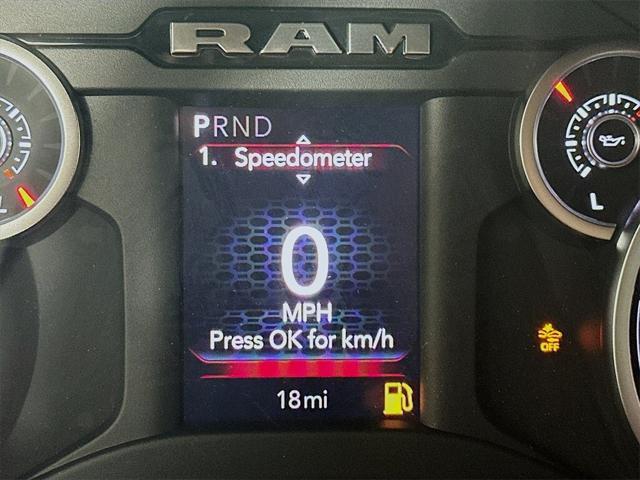 RAM
PRND
1. Speedometer
0
MPH
Press OK for km/h
18mi
L
OFF